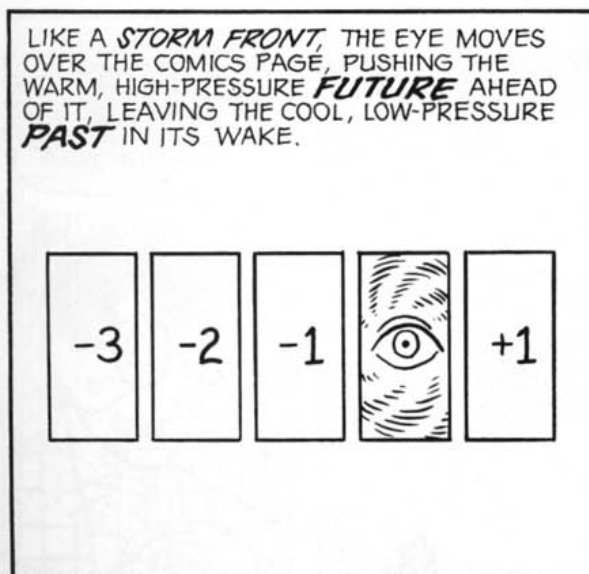 LIKE A STORM FRONT, THE EYE MOVES
OVER THE COMICS PAGE, PUSHING THE
WARM, HIGH-PRESSURE FUTURE AHEAD
OF IT, LEAVING THE COOL, LOW-PRESSURE
PAST IN ITS WAKE.
-3 -2 -1 +1